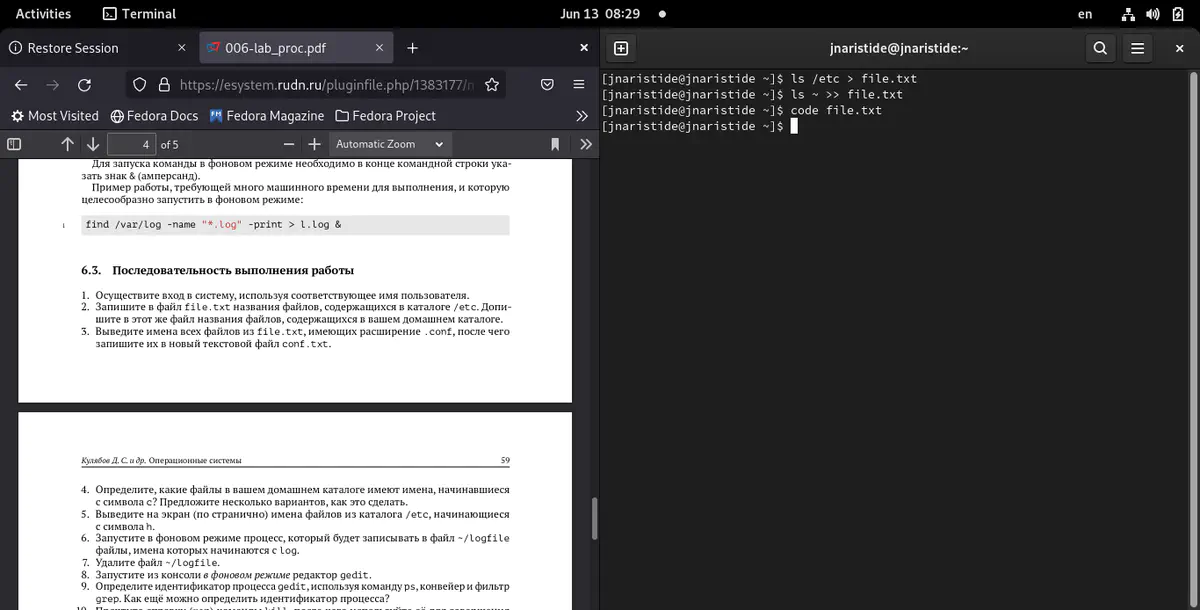 Activities
Terminal
Jun 13 08:29
en
Restore Session
006-lab_proc.pdf
jnaristide@jnaristide:~
https://esystem.rudn.ru/pluginfile.php/1383177/
Most Visited
Fedora Docs
Fedora Magazine
Fedora Project
4 of 5
Automatic Zoom
Для запуска команды в фоновом режиме необходимо в конце командной строки ука-
зать знак & (амперсанд).
Пример работы, требующей много машинного времени для выполнения, и которую
целесообразно запустить в фоновом режиме:
1 find /var/log -name "*.log" -print > l.log &
6.3. Последовательность выполнения работы
1. Осуществите вход в систему, используя соответствующее имя пользователя.
2. Запишите в файл file.txt названия файлов, содержащихся в каталоге /etc. Допи-
шите в этот же файл названия файлов, содержащихся в вашем домашнем каталоге.
3. Выведите имена всех файлов из file.txt, имеющих расширение .conf, после чего
запишите их в новый текстовой файл conf.txt.
Кулябов Д. С. и др. Операционные системы 59
4. Определите, какие файлы в вашем домашнем каталоге имеют имена, начинавшиеся
с символа c? Предложите несколько вариантов, как это сделать.
5. Выведите на экран (по странично) имена файлов из каталога /etc, начинающиеся
с символа h.
6. Запустите в фоновом режиме процесс, который будет записывать в файл ~/logfile
файлы, имена которых начинаются с log.
7. Удалите файл ~/logfile.
8. Запустите из консоли в фоновом режиме редактор gedit.
9. Определите идентификатор процесса gedit, используя команду ps, конвейер и фильтр
grep. Как ещё можно определить идентификатор процесса?
[jnaristide@jnaristide ~]$ ls /etc > file.txt
[jnaristide@jnaristide ~]$ ls ~ >> file.txt
[jnaristide@jnaristide ~]$ code file.txt
[jnaristide@jnaristide ~]$